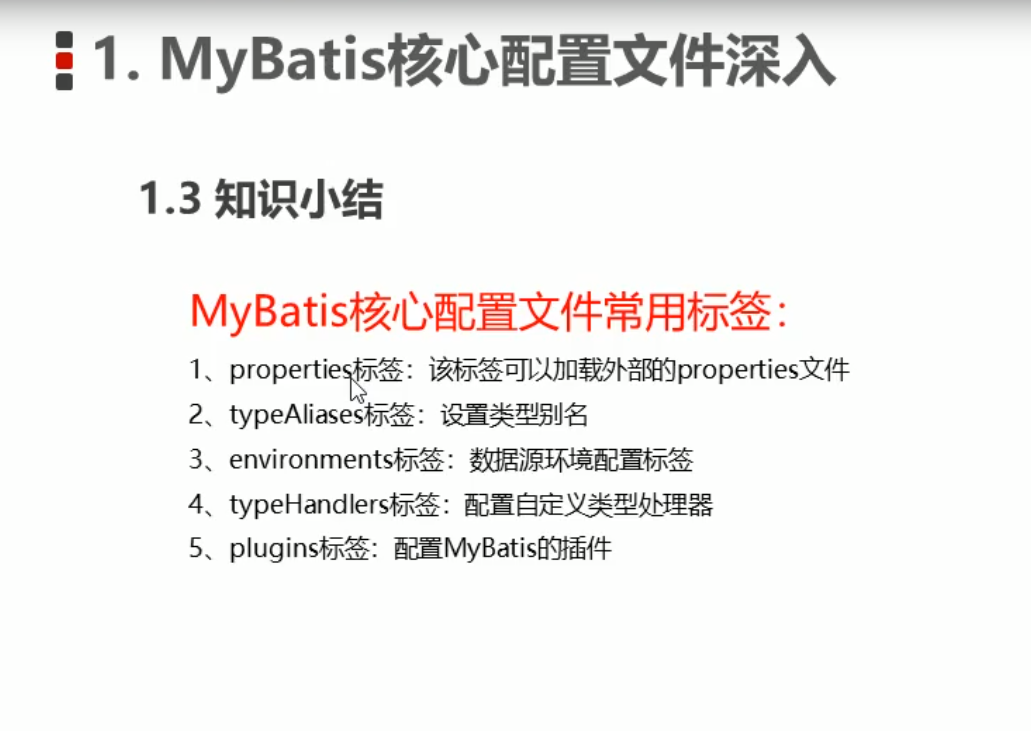 1. MyBatis核心配置文件深入
1.3 知识小结
MyBatis核心配置文件常用标签：
1、properties标签：该标签可以加载外部的properties文件
2、typeAliases标签：设置类型别名
3、environments标签：数据源环境配置标签
4、typeHandlers标签：配置自定义类型处理器
5、plugins标签：配置MyBatis的插件